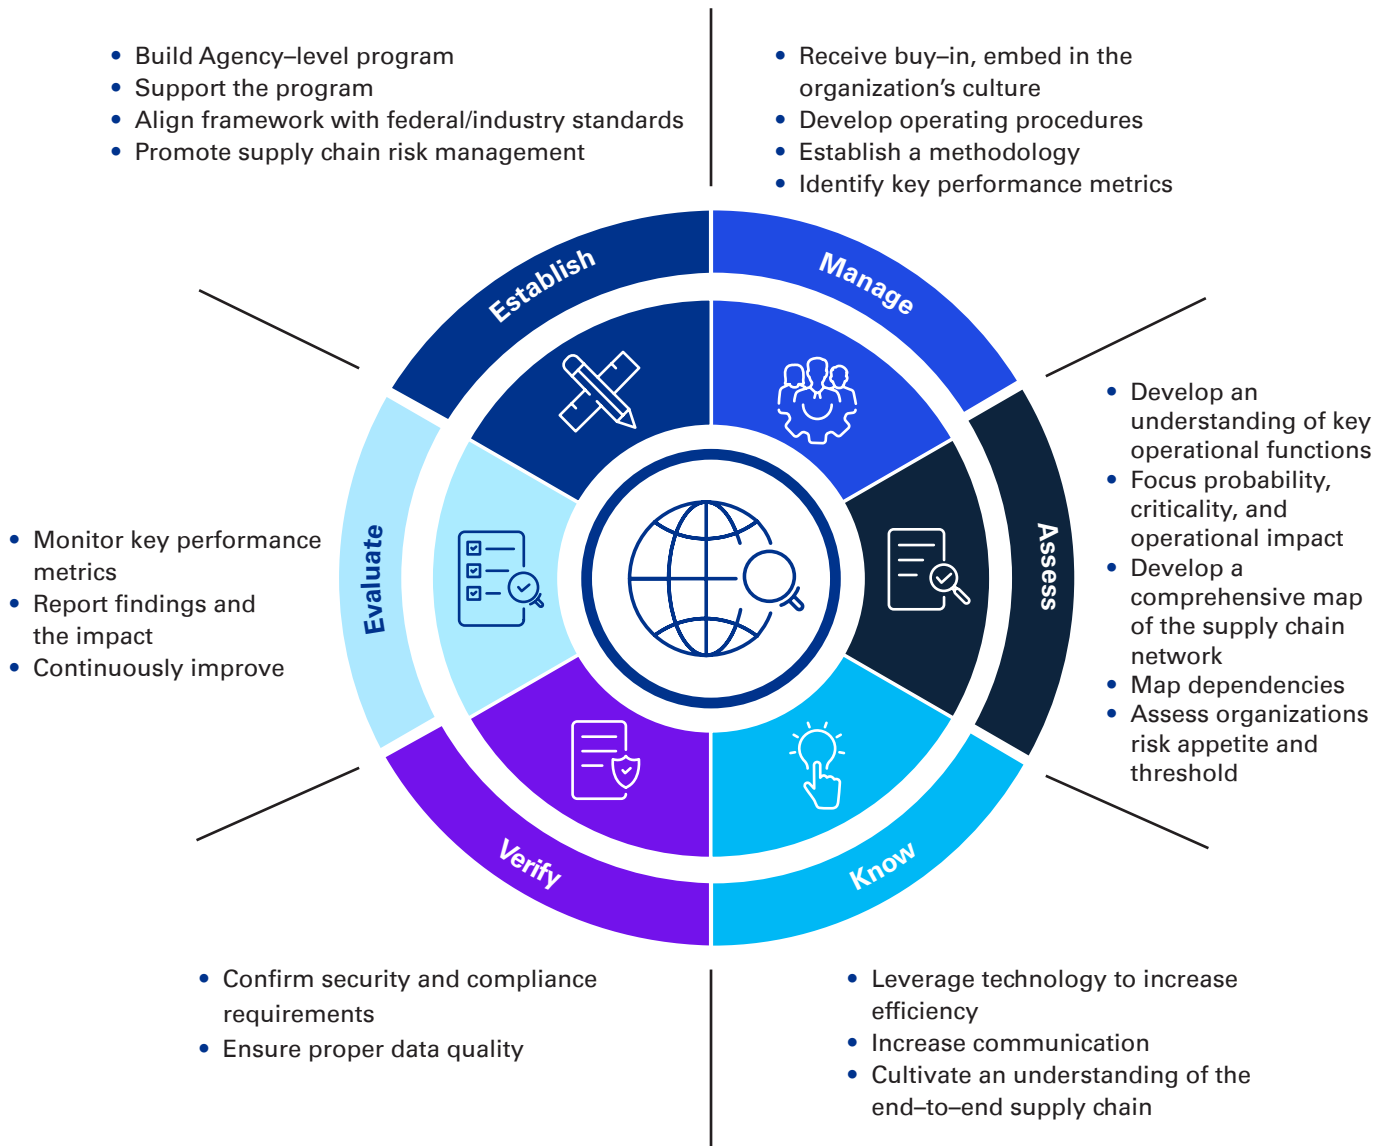 • Build Agency–level program
• Support the program
• Align framework with federal/industry standards
• Promote supply chain risk management
• Receive buy–in, embed in the
organization’s culture
• Develop operating procedures
• Establish a methodology
• Identify key performance metrics
Establish
Manage
• Develop an
understanding of key
operational functions
• Focus probability,
criticality, and
operational impact
• Develop a
comprehensive map
of the supply chain
network
• Map dependencies
• Assess organizations
risk appetite and
threshold
Assess
Evaluate
• Monitor key performance
metrics
• Report findings and
the impact
• Continuously improve
Verify
Know
• Confirm security and compliance
requirements
• Ensure proper data quality
• Leverage technology to increase
efficiency
• Increase communication
• Cultivate an understanding of the
end–to–end supply chain